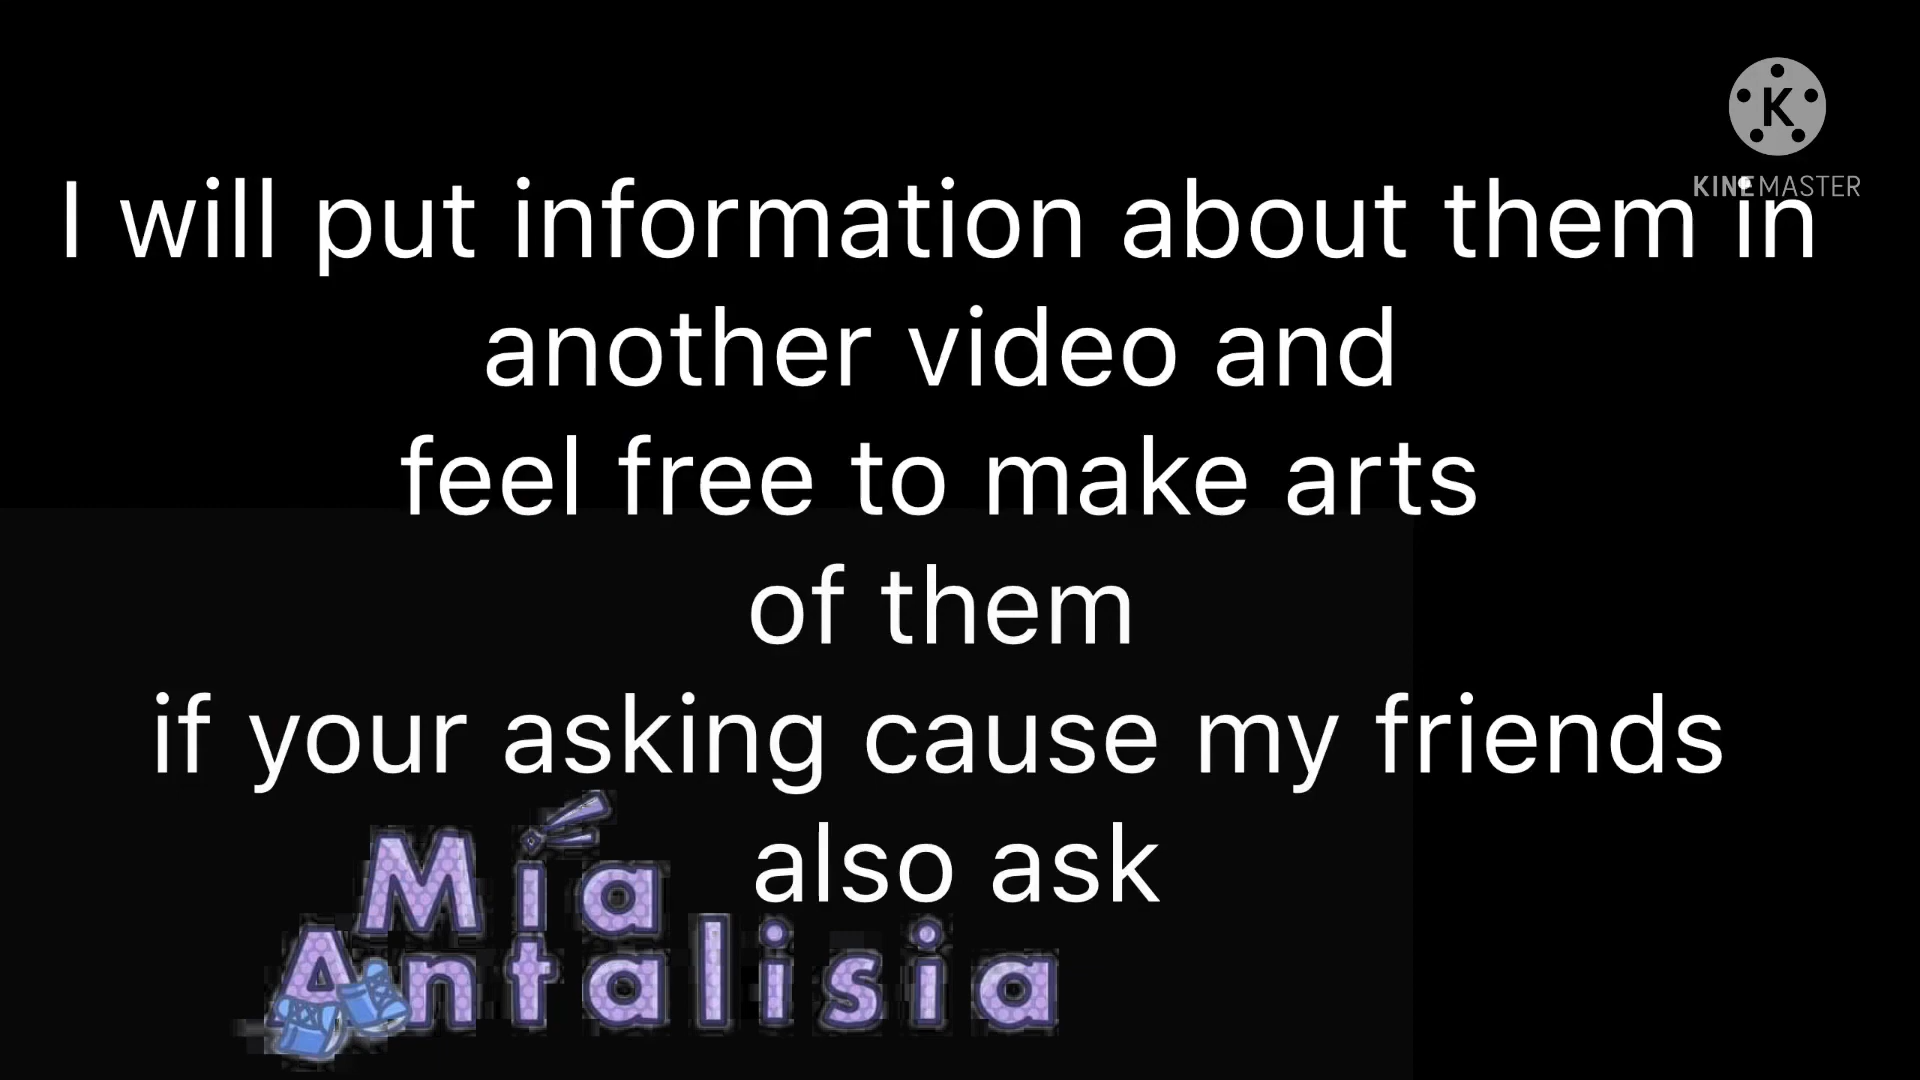 K
KINEMASTER
I will put information about them in
another video and
feel free to make arts
of them
if your asking cause my friends
also ask
Mía
Antalisia